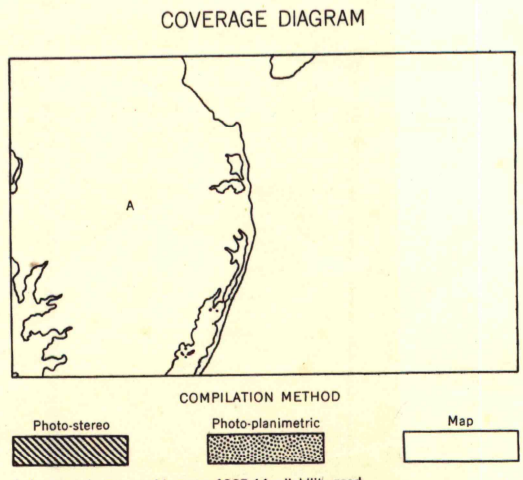 COVERAGE DIAGRAM
A
COMPILATION METHOD
Photo-stereo Photo-planimetric Map